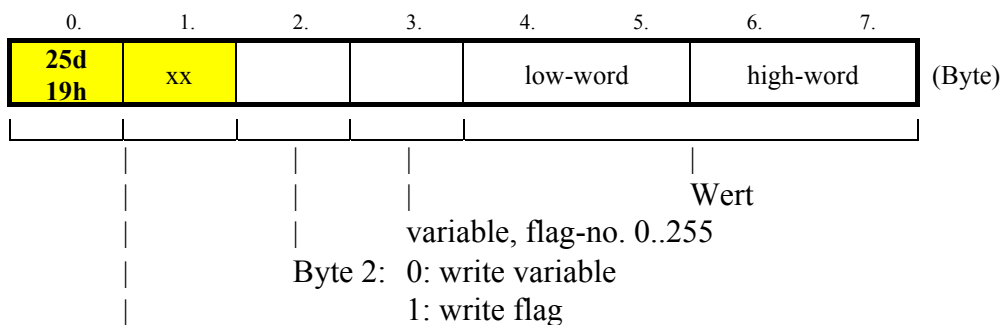 0. 1. 2. 3. 4. 5. 6. 7.
25d
19h
xx
low-word
high-word
(Byte)
Wert
variable, flag-no. 0..255
Byte 2: 0: write variable
1: write flag